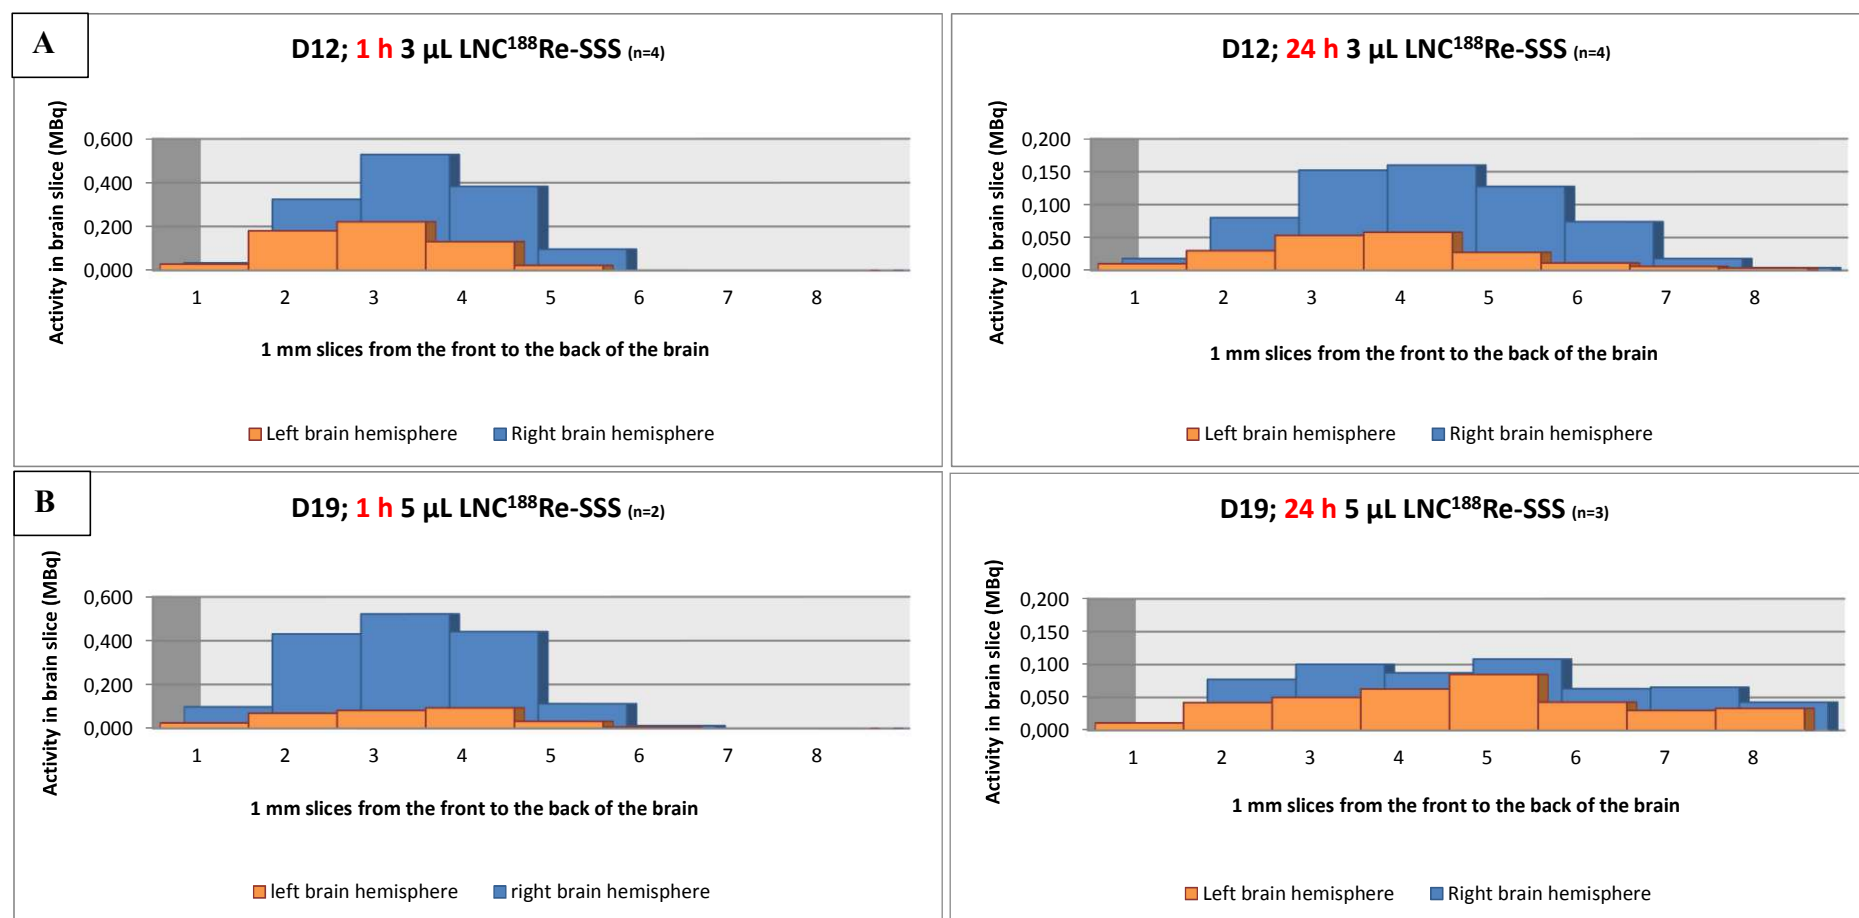 A
D12; 1 h 3 µL LNC¹⁸⁸Re-SSS (n=4)
Activity in brain slice (MBq)
0,600
0,400
0,200
0,000
1 2 3 4 5 6 7 8
1 mm slices from the front to the back of the brain
Left brain hemisphere Right brain hemisphere
D12; 24 h 3 µL LNC¹⁸⁸Re-SSS (n=4)
Activity in brain slice (MBq)
0,200
0,150
0,100
0,050
0,000
1 2 3 4 5 6 7 8
1 mm slices from the front to the back of the brain
Left brain hemisphere Right brain hemisphere
B
D19; 1 h 5 µL LNC¹⁸⁸Re-SSS (n=2)
Activity in brain slice (MBq)
0,600
0,400
0,200
0,000
1 2 3 4 5 6 7 8
1 mm slices from the front to the back of the brain
left brain hemisphere right brain hemisphere
D19; 24 h 5 µL LNC¹⁸⁸Re-SSS (n=3)
Activity in brain slice (MBq)
0,200
0,150
0,100
0,050
0,000
1 2 3 4 5 6 7 8
1 mm slices from the front to the back of the brain
Left brain hemisphere Right brain hemisphere